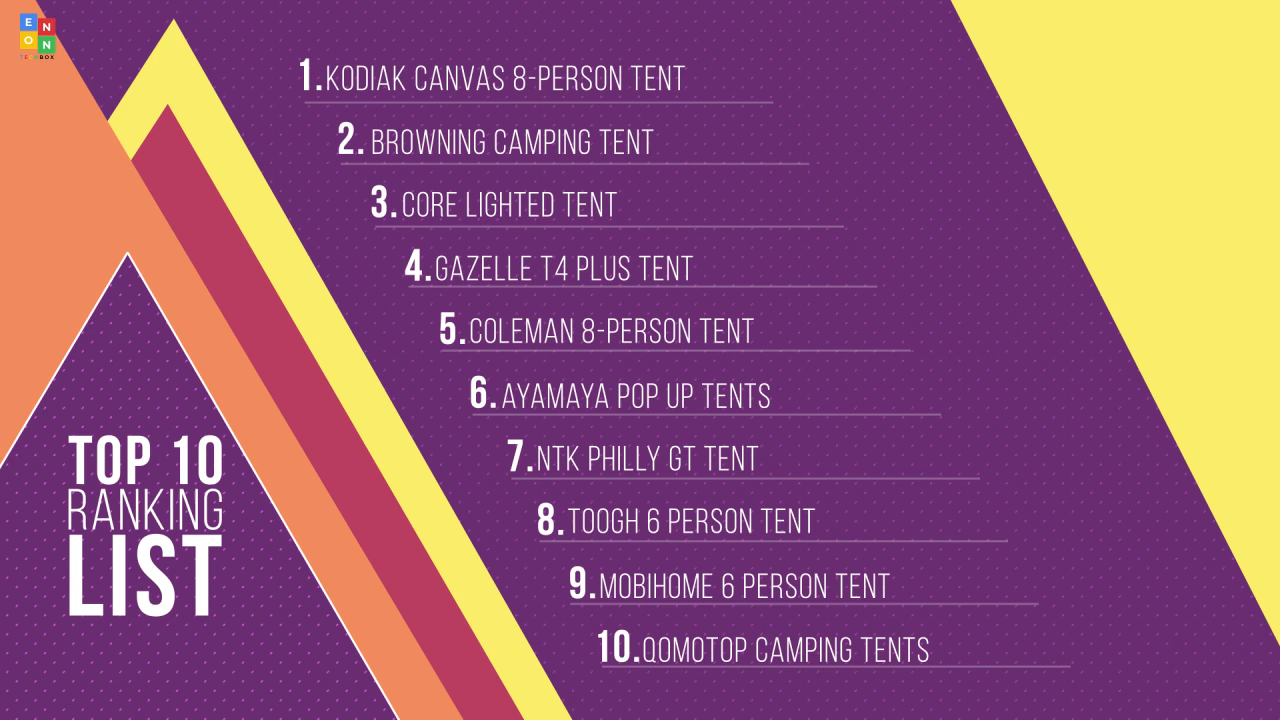 E N
O N
TECHBOX
1. KODIAK CANVAS 8-PERSON TENT
2. BROWNING CAMPING TENT
3. CORE LIGHTED TENT
4. GAZELLE T4 PLUS TENT
5. COLEMAN 8-PERSON TENT
6. AYAMAYA POP UP TENTS
7. NTK PHILLY GT TENT
8. TOOGH 6 PERSON TENT
9. MOBIHOME 6 PERSON TENT
10. QOMOTOP CAMPING TENTS
TOP 10
RANKING
LIST